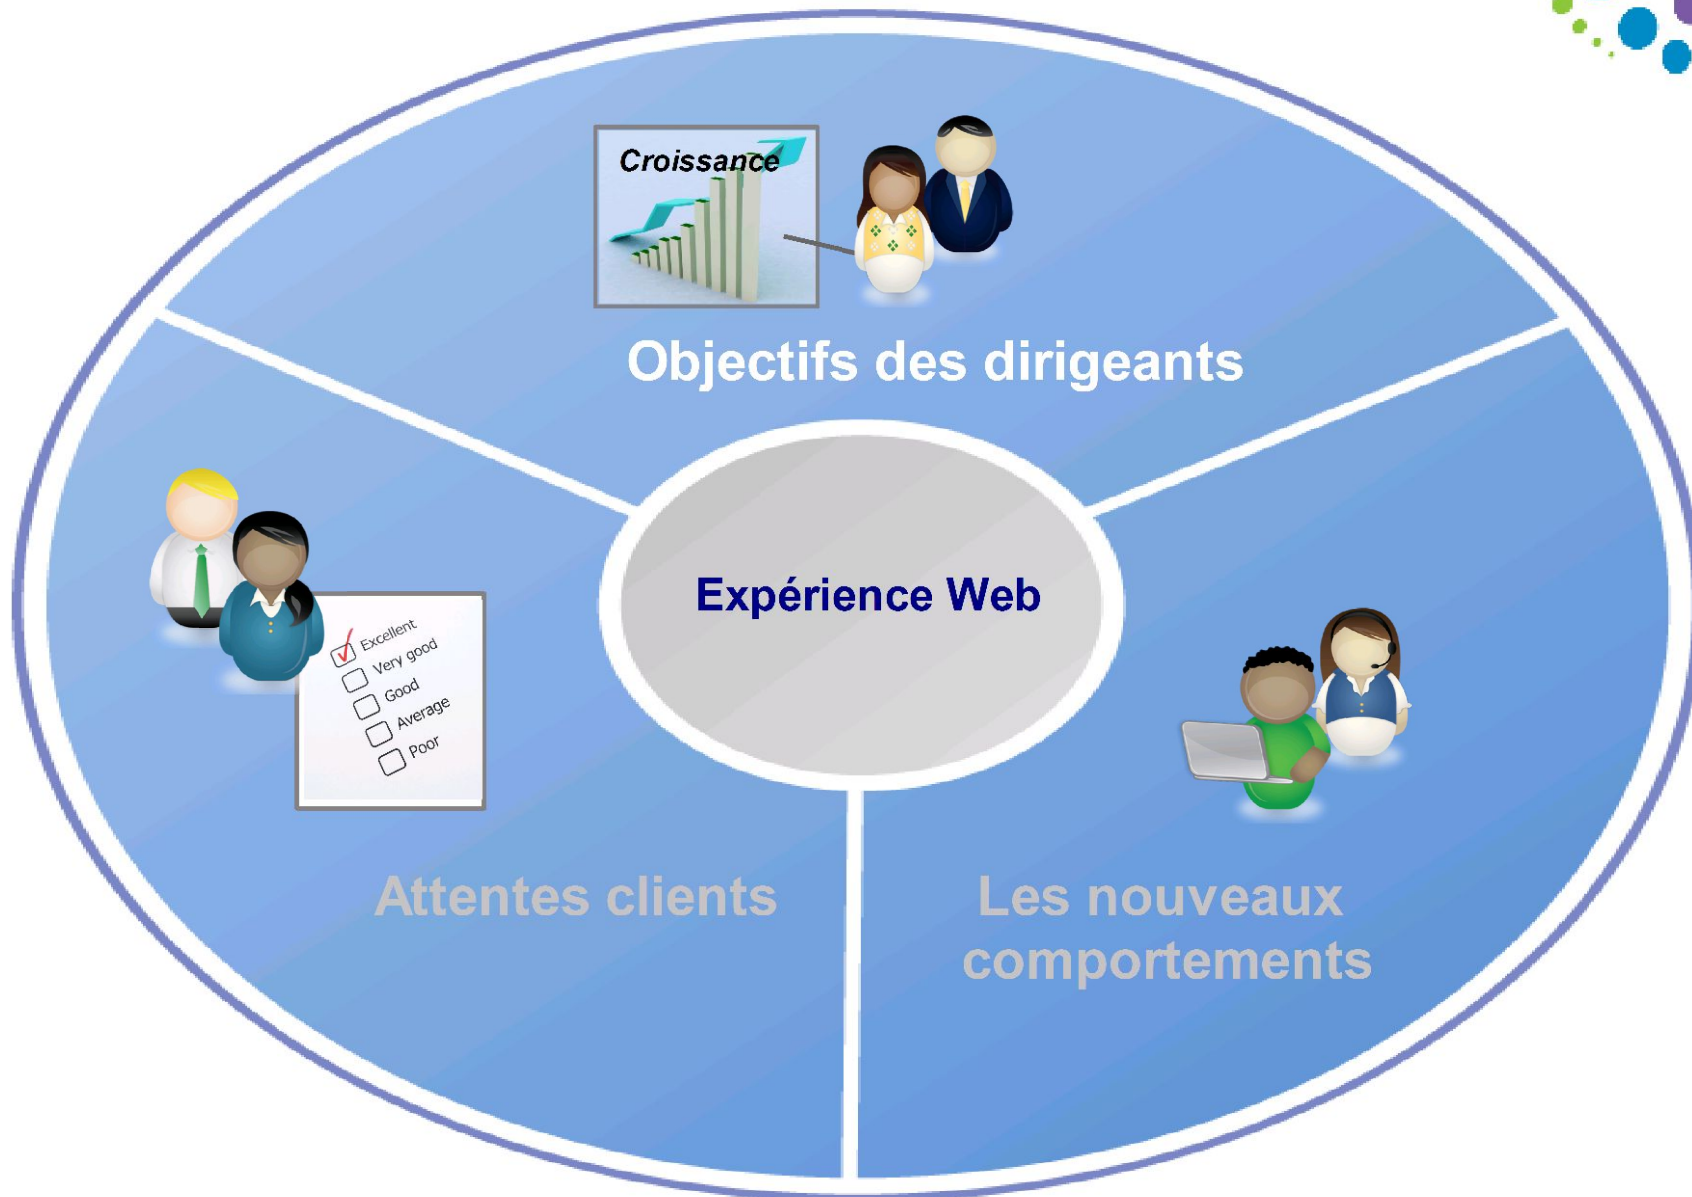 Croissance
Objectifs des dirigeants
Expérience Web
Excellent
Very good
Good
Average
Poor
Attentes clients
Les nouveaux
comportements